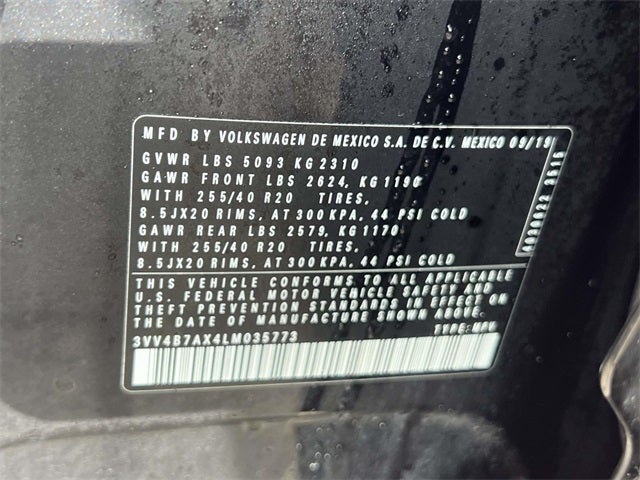 MFD BY VOLKSWAGEN DE MEXICO S.A. DE C.V. MEXICO 09/19
GVWR LBS 5093 KG 2310
GAWR FRONT LBS 2624, KG 1190
WITH 255/40 R20 TIRES,
8.5JX20 RIMS, AT 300 KPA, 44 PSI COLD
GAWR REAR LBS 2579, KG 1170
WITH 255/40 R20 TIRES,
8.5JX20 RIMS, AT 300 KPA, 44 PSI COLD
THIS VEHICLE CONFORMS TO ALL APPLICABLE
U.S. FEDERAL MOTOR VEHICLE SAFETY AND
THEFT PREVENTION STANDARDS IN EFFECT ON
THE DATE OF MANUFACTURE SHOWN ABOVE
3VV4B7AX4LM035773 TYPE: MPV